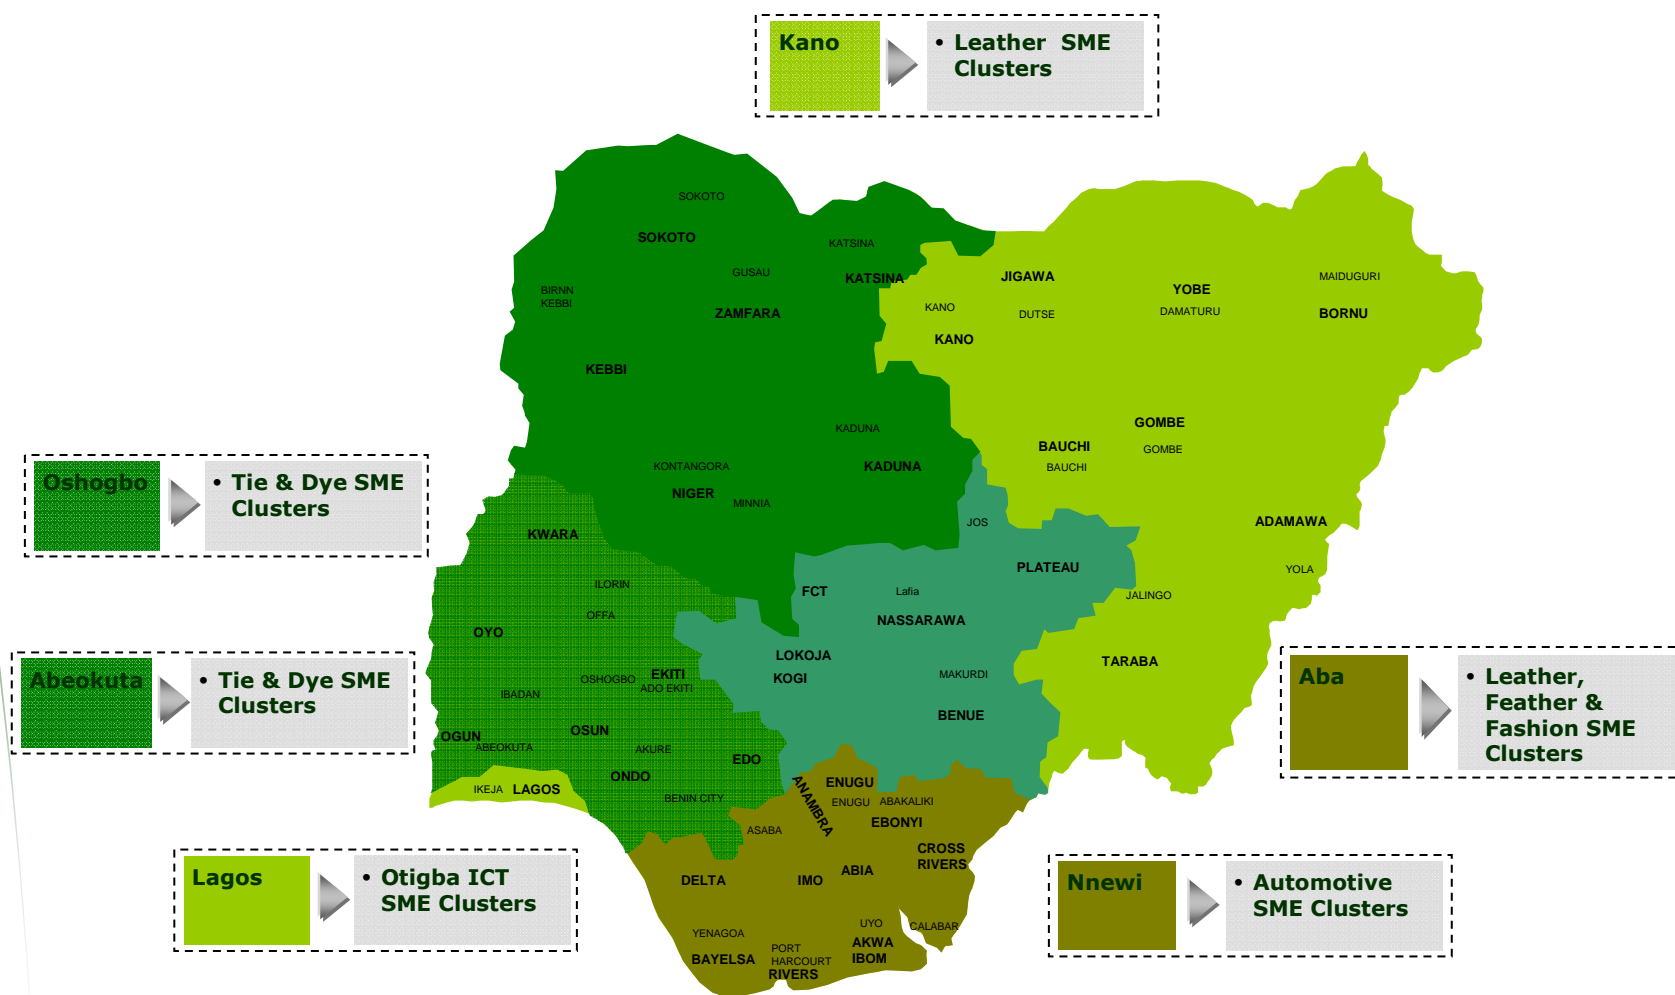 Kano
• Leather SME
Clusters
SOKOTO
SOKOTO
KATSINA
GUSAU
KATSINA
JIGAWA
MAIDUGURI
BIRNN
KEBBI
YOBE
KANO
DUTSE
DAMATURU
BORNU
ZAMFARA
KANO
KEBBI
GOMBE
KADUNA
BAUCHI
GOMBE
KONTANGORA
KADUNA
BAUCHI
Oshogbo
• Tie & Dye SME
Clusters
NIGER
MINNIA
JOS
ADAMAWA
KWARA
PLATEAU
YOLA
ILORIN
FCT
Lafia
JALINGO
OFFA
NASSARAWA
OYO
LOKOJA
TARABA
Abeokuta
• Tie & Dye SME
Clusters
OSHOGBO
EKITI
KOGI
MAKURDI
ADO EKITI
IBADAN
BENUE
Aba
• Leather,
Feather &
Fashion SME
Clusters
OGUN
OSUN
ABEOKUTA
AKURE
EDO
ONDO
IKEJA
LAGOS
BENIN CITY
ANAMBRA
ENUGU
ENUGU
ABAKALIKI
ASABA
EBONYI
CROSS
RIVERS
DELTA
IMO
ABIA
Lagos
• Otigba ICT
SME Clusters
Nnewi
• Automotive
SME Clusters
YENAGOA
UYO
CALABAR
PORT
HARCOURT
AKWA
IBOM
BAYELSA
RIVERS